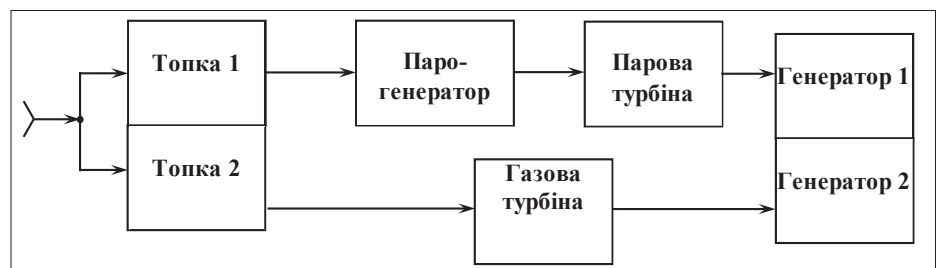 Топка 1
Паро-
генератор
Парова
турбіна
Генератор 1
Топка 2
Газова
турбіна
Генератор 2